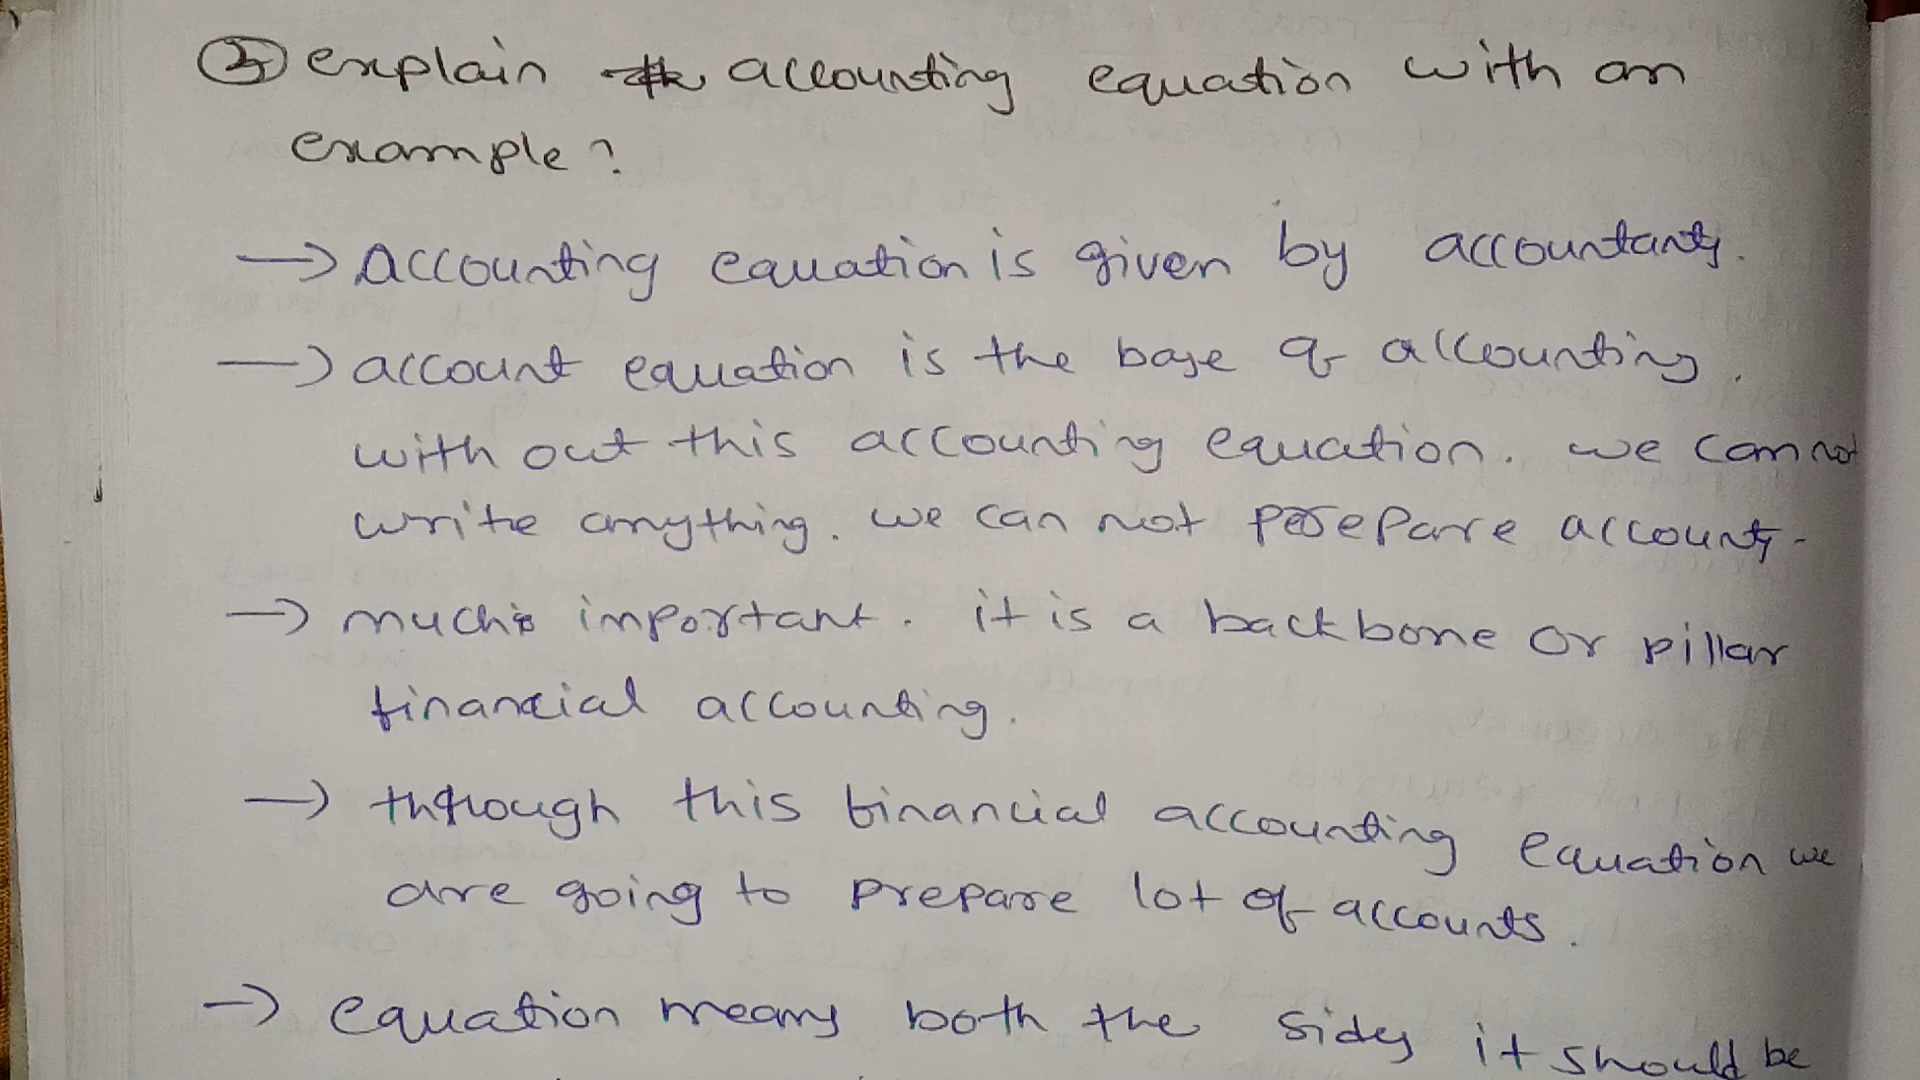 ③ explain accounting equation with an
example?
→ Accounting equation is given by accountants.
→ account equation is the base of accounting.
with out this accounting equation. we can not
write anything. we can not prepare accounts.
→ much important. it is a backbone or pillar
financial accounting.
→ through this financial accounting equation we
are going to prepare lot of accounts.
→ equation means both the sides it should be